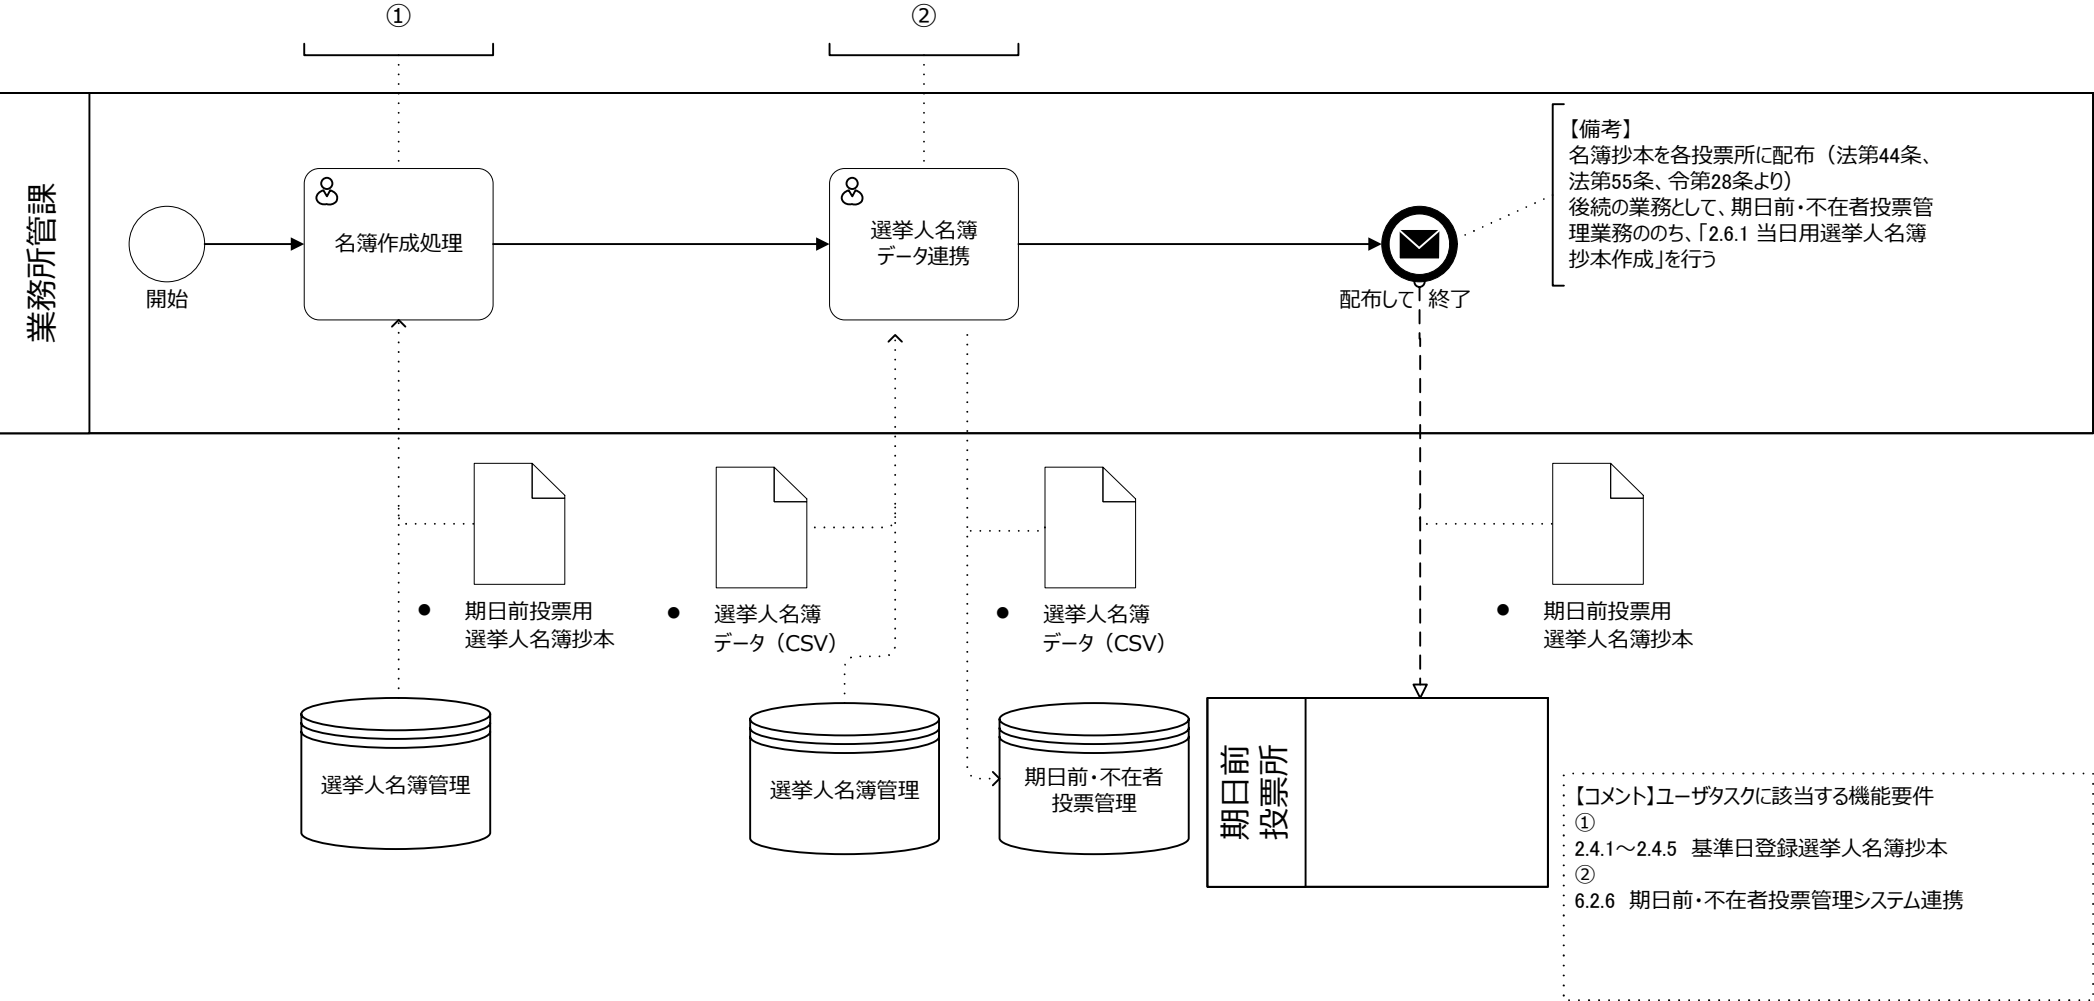 ①
②
業務所管課
開始
名簿作成処理
選挙人名簿
データ連携
配布して 終了
【備考】
名簿抄本を各投票所に配布（法第44条、
法第55条、令第28条より）
後続の業務として、期日前・不在者投票管
理業務ののち、「2.6.1 当日用選挙人名簿
抄本作成」を行う
● 期日前投票用
選挙人名簿抄本
● 選挙人名簿
データ（CSV）
● 選挙人名簿
データ（CSV）
● 期日前投票用
選挙人名簿抄本
選挙人名簿管理
選挙人名簿管理
期日前・不在者
投票管理
期日前
投票所
【コメント】ユーザタスクに該当する機能要件
①
2.4.1～2.4.5 基準日登録選挙人名簿抄本
②
6.2.6 期日前・不在者投票管理システム連携